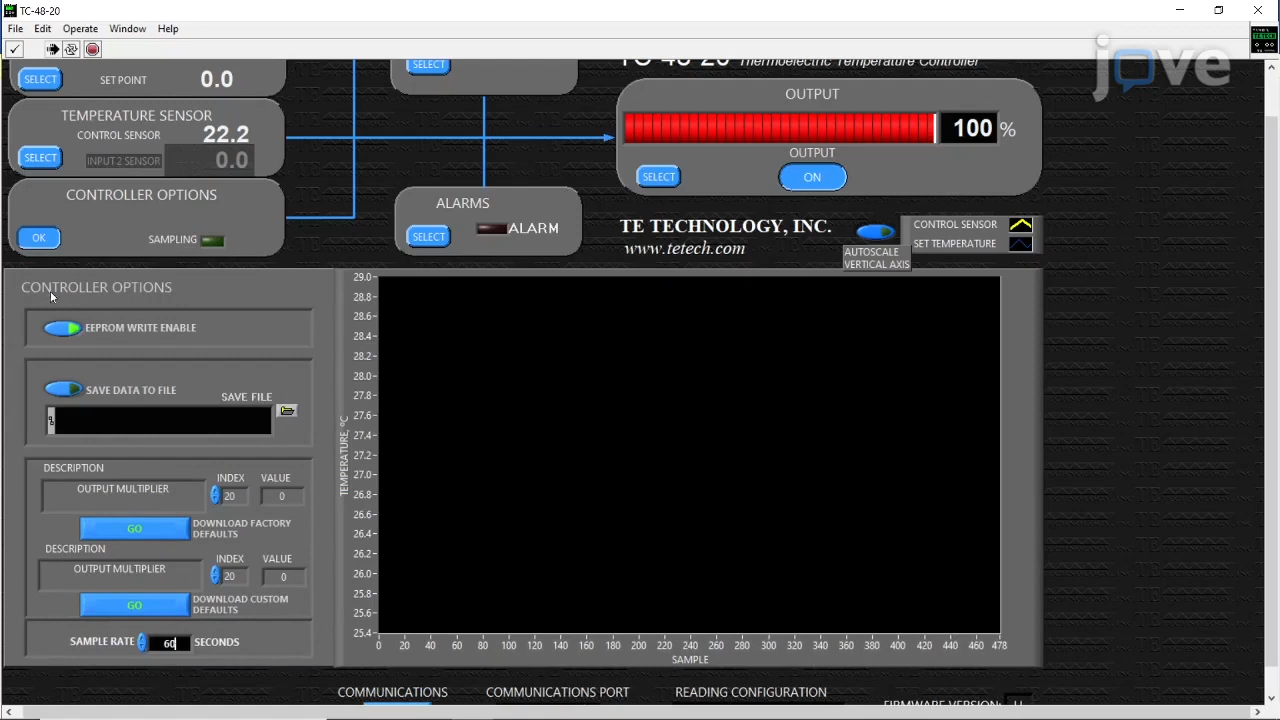 TC-48-20
File Edit Operate Window Help
jove
SELECT SET POINT 0.0
SELECT
TC-48-20 Thermoelectric Temperature Controller
TEMPERATURE SENSOR
CONTROL SENSOR 22.2
SELECT INPUT 2 SENSOR 0.0
OUTPUT
100 %
OUTPUT
SELECT ON
CONTROLLER OPTIONS
OK SAMPLING
ALARMS
SELECT ALARM
TE TECHNOLOGY, INC.
www.tetech.com
AUTOSCALE
VERTICAL AXIS
CONTROL SENSOR
SET TEMPERATURE
CONTROLLER OPTIONS
EEPROM WRITE ENABLE
SAVE DATA TO FILE
SAVE FILE
DESCRIPTION INDEX VALUE
OUTPUT MULTIPLIER 20 0
GO DOWNLOAD FACTORY
DEFAULTS
DESCRIPTION INDEX VALUE
OUTPUT MULTIPLIER 20 0
GO DOWNLOAD CUSTOM
DEFAULTS
SAMPLE RATE 60 SECONDS
TEMPERATURE, °C
29.0
28.8
28.6
28.4
28.2
28.0
27.8
27.6
27.4
27.2
27.0
26.8
26.6
26.4
26.2
26.0
25.8
25.6
25.4
0 20 40 60 80 100 120 140 160 180 200 220 240 260 280 300 320 340 360 380 400 420 440 478
SAMPLE
COMMUNICATIONS COMMUNICATIONS PORT READING CONFIGURATION
FIRMWARE VERSION: